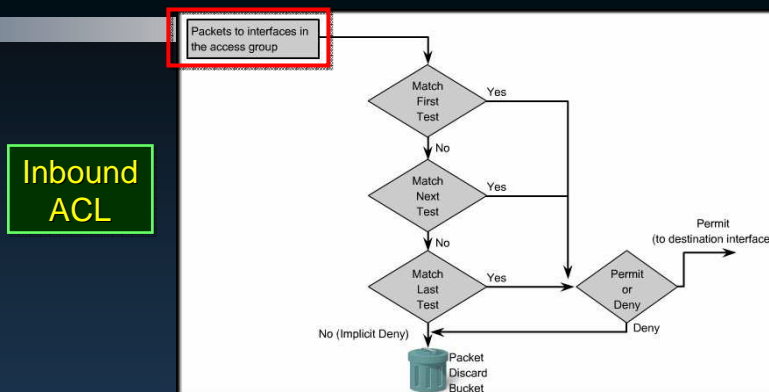 Packets to interfaces in
the access group
Inbound
ACL
Match
First
Test
Yes
No
Match
Next
Test
Yes
No
Match
Last
Test
Yes
No (Implicit Deny)
Permit
or
Deny
Permit
(to destination interface
Deny
Packet
Discard
Bucket